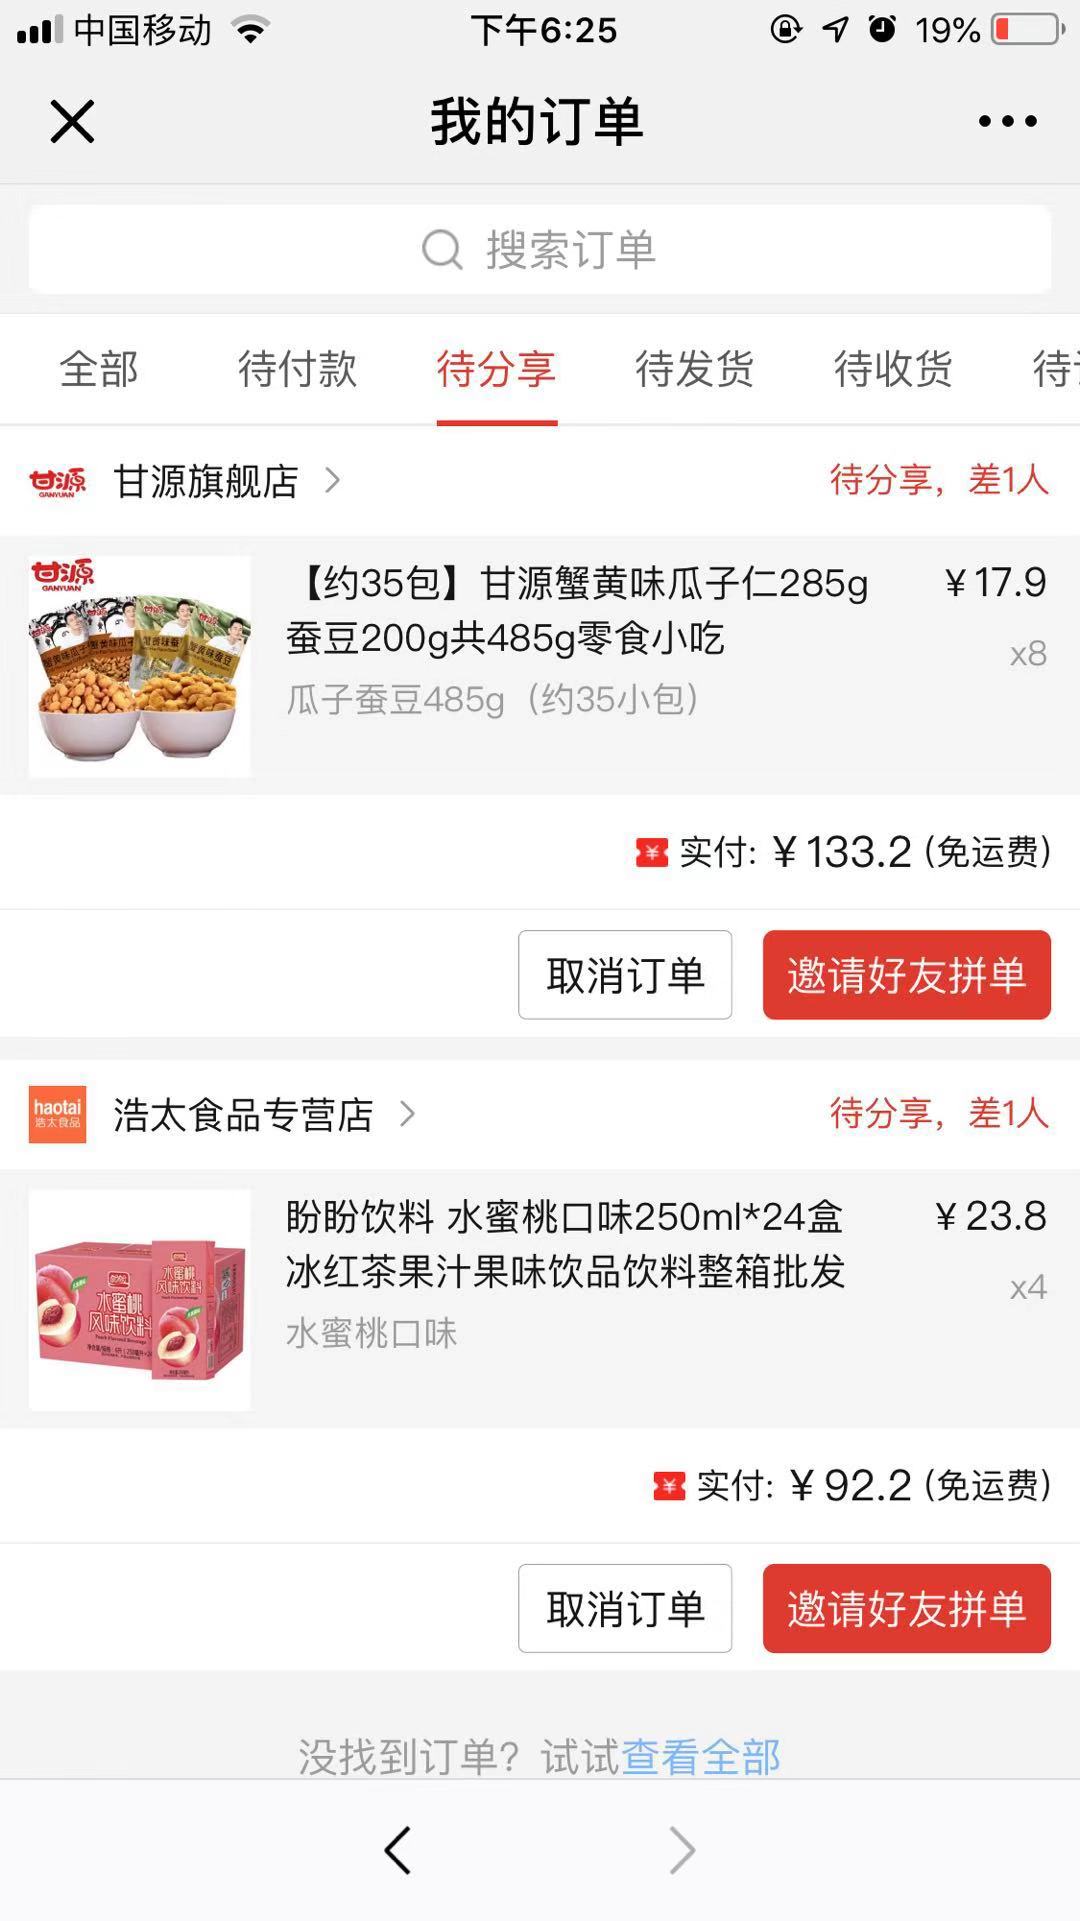 中国移动 下午6:25 19%
我的订单
搜索订单
全部 待付款 待分享 待发货 待收货 待
甘源 GANYUAN 甘源旗舰店 待分享，差1人
甘源
GANYUAN
【约35包】甘源蟹黄味瓜子仁285g ¥17.9
蚕豆200g共485g零食小吃 x8
瓜子蚕豆485g（约35小包）
实付: ¥133.2 (免运费)
取消订单 邀请好友拼单
haotai
浩太食品
浩太食品专营店 待分享，差1人
盼盼饮料 水蜜桃口味250ml*24盒 ¥23.8
冰红茶果汁果味饮品饮料整箱批发 x4
水蜜桃口味
水蜜桃
风味饮料
水蜜桃
风味饮料
实付: ¥92.2 (免运费)
取消订单 邀请好友拼单
没找到订单？试试查看全部